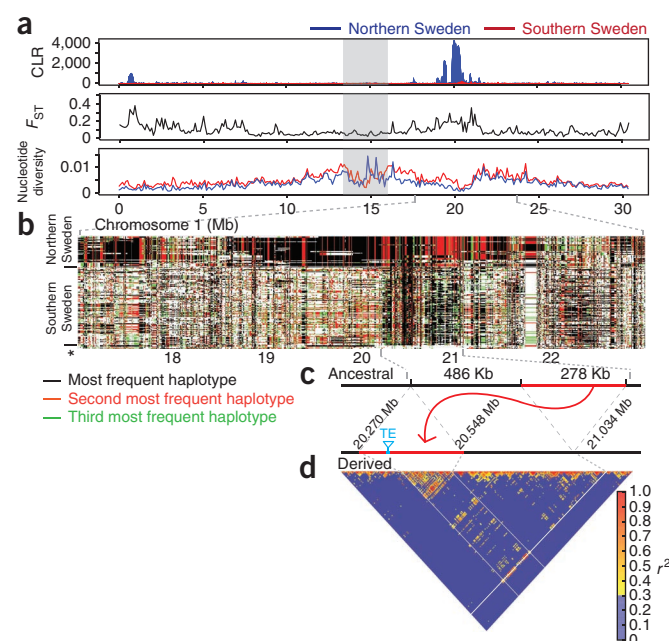 a
Northern Sweden
Southern Sweden
CLR
4,000
2,000
0
FST
0.4
0.2
0
Nucleotide
diversity
0.01
0
0 5 10 15 20 25 30
b
Chromosome 1 (Mb)
Northern
Sweden
Southern
Sweden
*
18 19 20 21 22
Most frequent haplotype
Second most frequent haplotype
Third most frequent haplotype
c
Ancestral
486 Kb
278 Kb
20.270 Mb
20.548 Mb
21.034 Mb
TE
Derived
d
1.0
0.9
0.8
0.7
0.6
0.5
0.4
0.3
0.2
0.1
0
r²